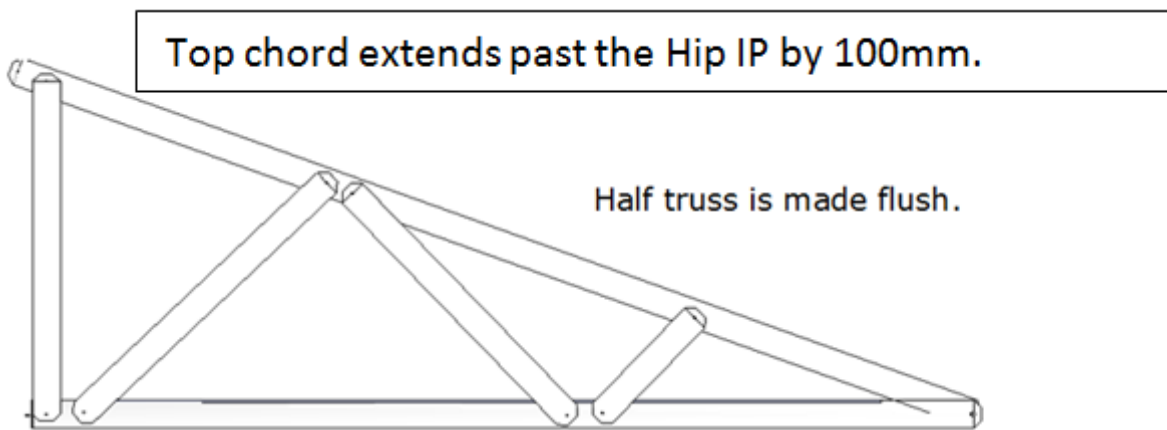 Top chord extends past the Hip IP by 100mm.
Half truss is made flush.